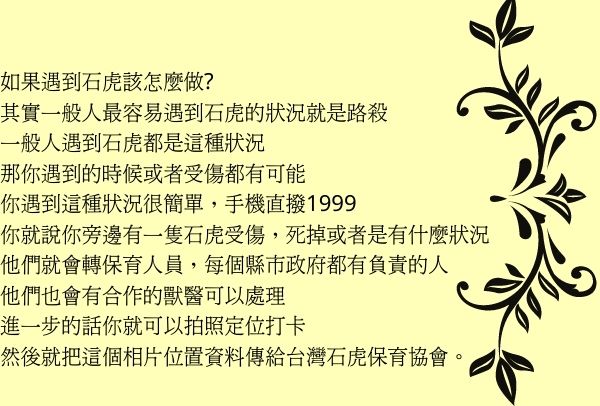 如果遇到石虎該怎麼做?
其實一般人最容易遇到石虎的狀況就是路殺
一般人遇到石虎都是這種狀況
那你遇到的時候或者受傷都有可能
你遇到這種狀況很簡單，手機直撥1999
你就說你旁邊有一隻石虎受傷，死掉或者是有什麼狀況
他們就會轉保育人員，每個縣市政府都有負責的人
他們也會有合作的獸醫可以處理
進一步的話你就可以拍照定位打卡
然後就把這個相片位置資料傳給台灣石虎保育協會。